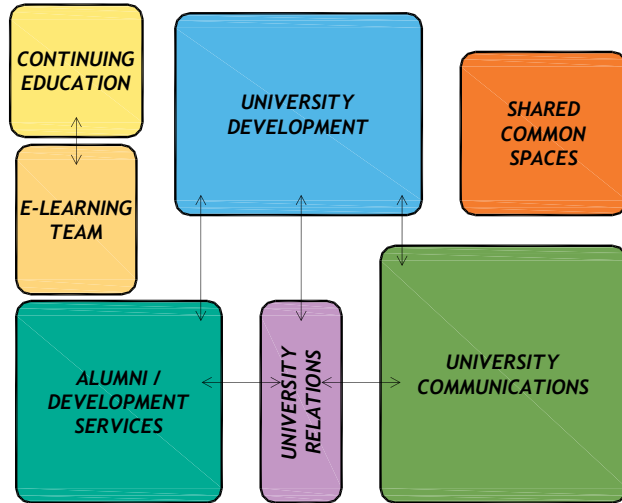 CONTINUING
EDUCATION
UNIVERSITY
DEVELOPMENT
SHARED
COMMON
SPACES
E-LEARNING
TEAM
ALUMNI /
DEVELOPMENT
SERVICES
UNIVERSITY
RELATIONS
UNIVERSITY
COMMUNICATIONS